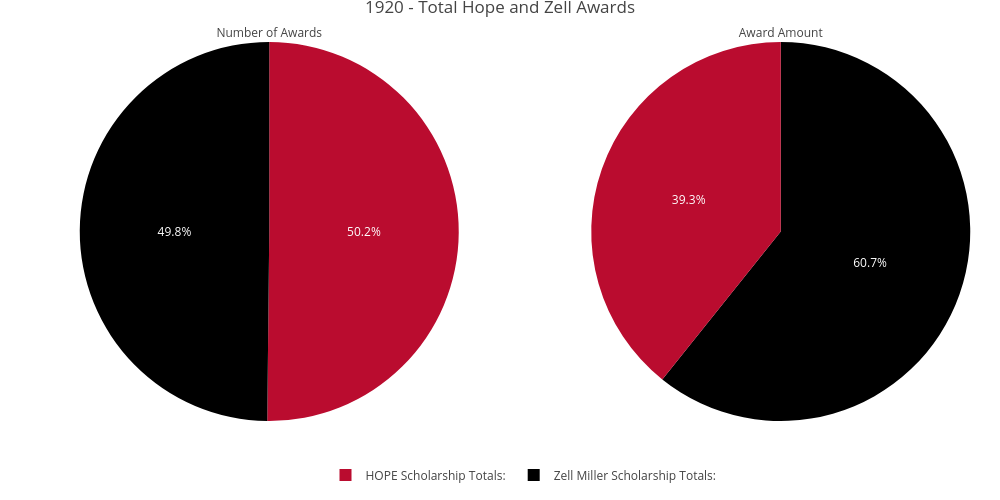 1920 - Total Hope and Zell Awards
Number of Awards
Award Amount
49.8%
50.2%
39.3%
60.7%
HOPE Scholarship Totals:
Zell Miller Scholarship Totals: